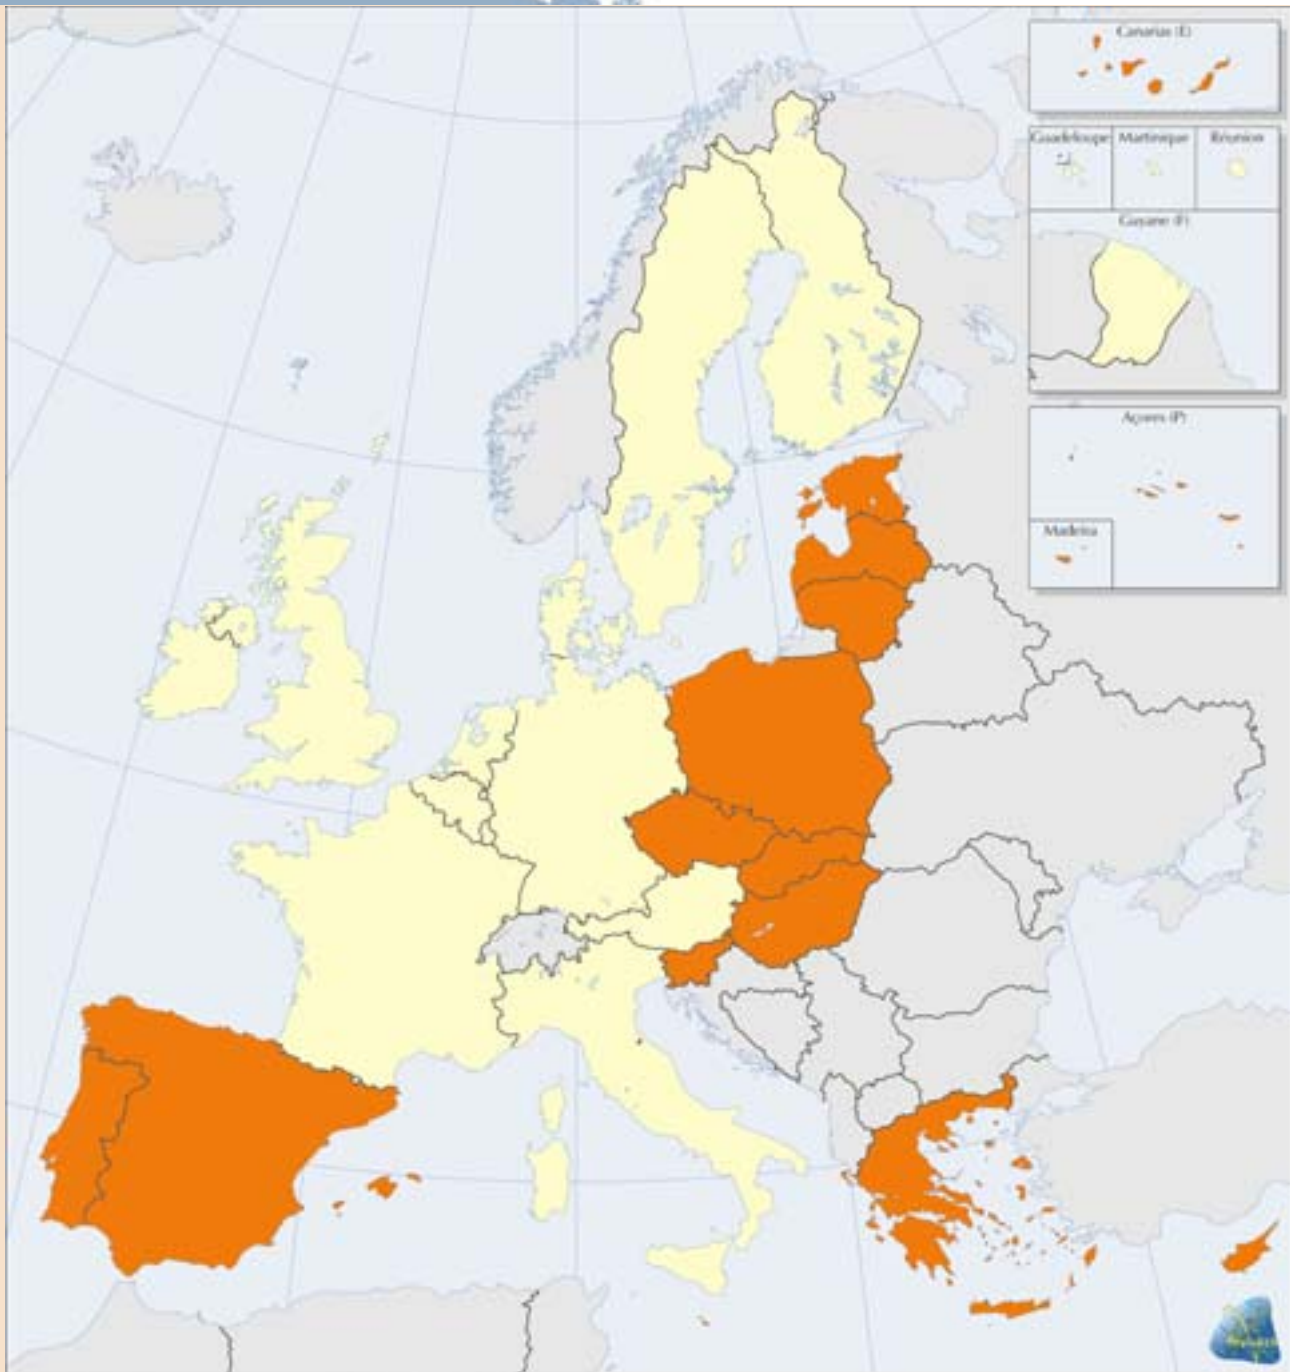 Canarias (E)
Guadeloupe
Martinique
Réunion
Guyane (F)
Açores (P)
Madeira